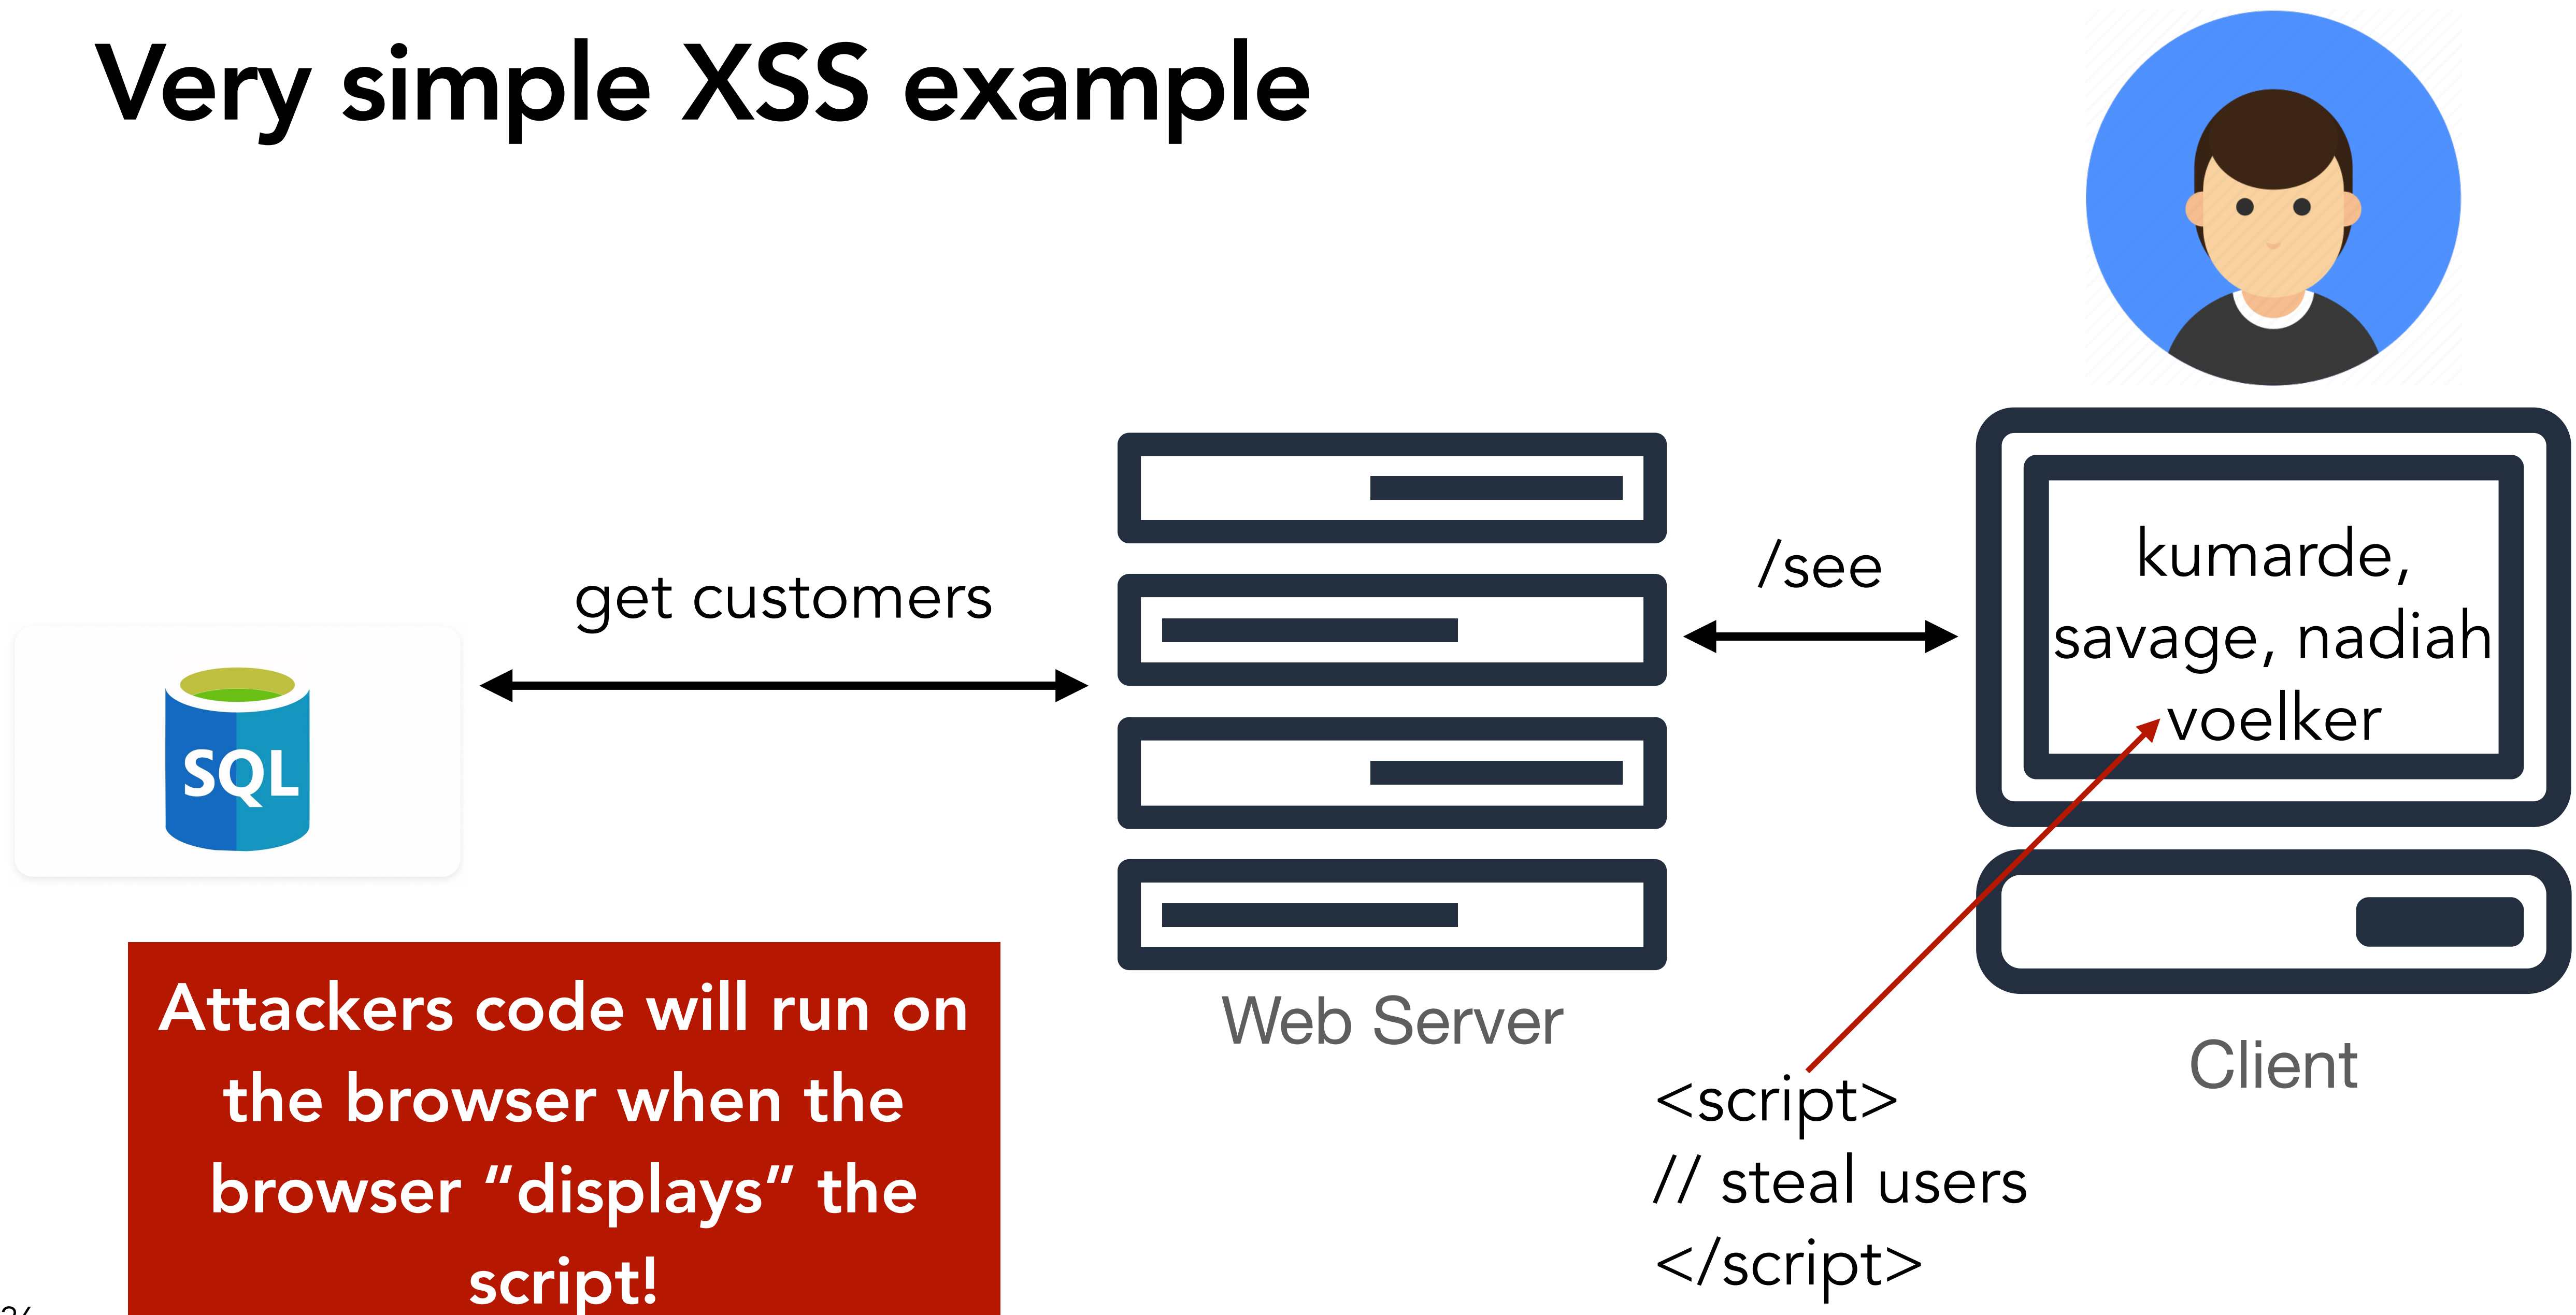 Very simple XSS example
get customers
/see
kumarde,
savage, nadiah
voelker
SQL
Attackers code will run on
the browser when the
browser “displays” the
script!
Web Server
Client
<script>
// steal users
</script>